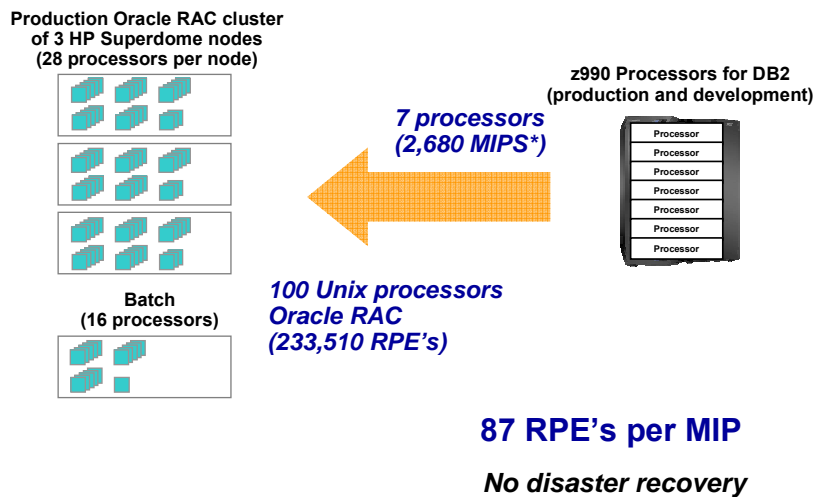 Production Oracle RAC cluster
of 3 HP Superdome nodes
(28 processors per node)
z990 Processors for DB2
(production and development)
7 processors
(2,680 MIPS*)
Processor
Processor
Processor
Processor
Processor
Processor
Processor
Batch
(16 processors)
100 Unix processors
Oracle RAC
(233,510 RPE's)
87 RPE's per MIP
No disaster recovery